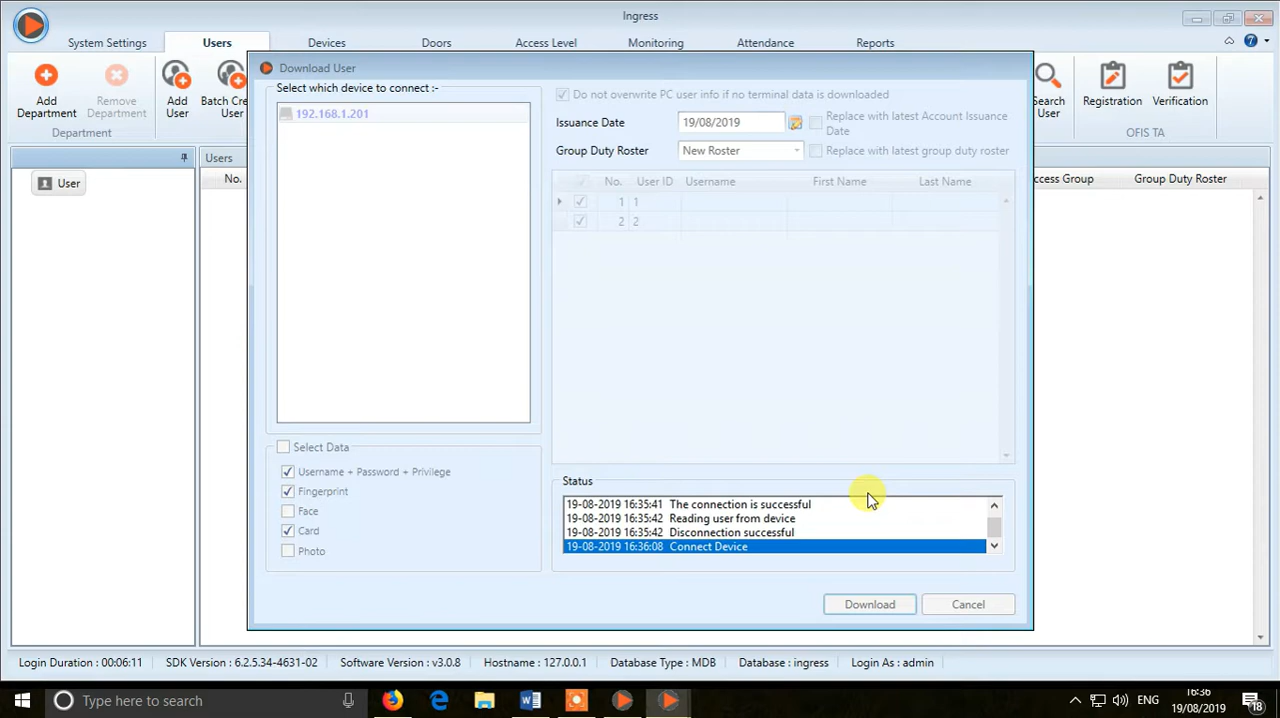 Ingress
System Settings Users Devices Doors Access Level Monitoring Attendance Reports
Add Department
Remove Department
Add User
Batch Cre User
Search User
Registration
Verification
Department
OFIS TA
User
Users
No.
ccess Group
Group Duty Roster
Download User
Select which device to connect :-
192.168.1.201
Do not overwrite PC user info if no terminal data is downloaded
Issuance Date 19/08/2019 Replace with latest Account Issuance
Date
Group Duty Roster New Roster Replace with latest group duty roster
No. User ID Username First Name Last Name
1 1
2 2
Select Data
Username + Password + Privilege
Fingerprint
Face
Card
Photo
Status
19-08-2019 16:35:41 The connection is successful
19-08-2019 16:35:42 Reading user from device
19-08-2019 16:35:42 Disconnection successful
19-08-2019 16:36:08 Connect Device
Download Cancel
Login Duration : 00:06:11 SDK Version : 6.2.5.34-4631-02 Software Version : v3.0.8 Hostname : 127.0.0.1 Database Type : MDB Database : ingress Login As : admin
Type here to search
ENG
16:36
19/08/2019
18